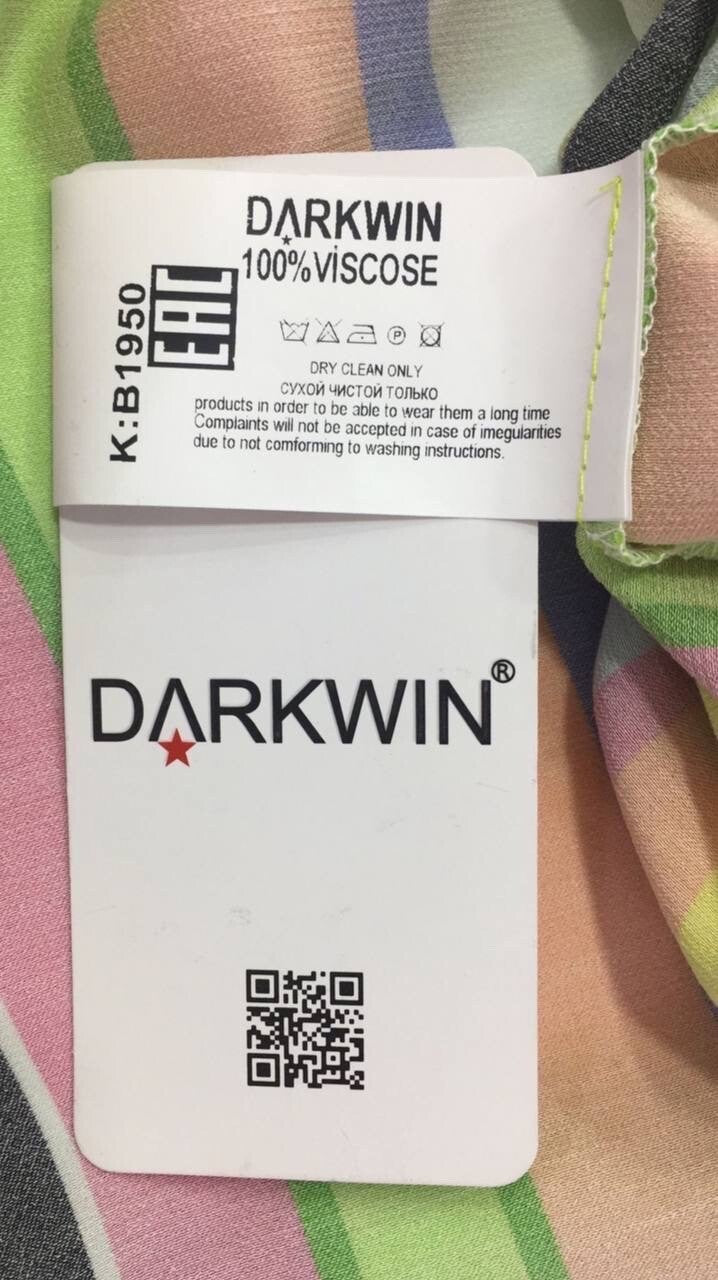 DARKWIN
100%VİSCOSE
K:B1950
EAC
P
DRY CLEAN ONLY
СУХОЙ ЧИСТОЙ ТОЛЬКО
products in order to be able to wear them a long time
Complaints will not be accepted in case of imegularities
due to not comforming to washing instructions.
DARKWIN®